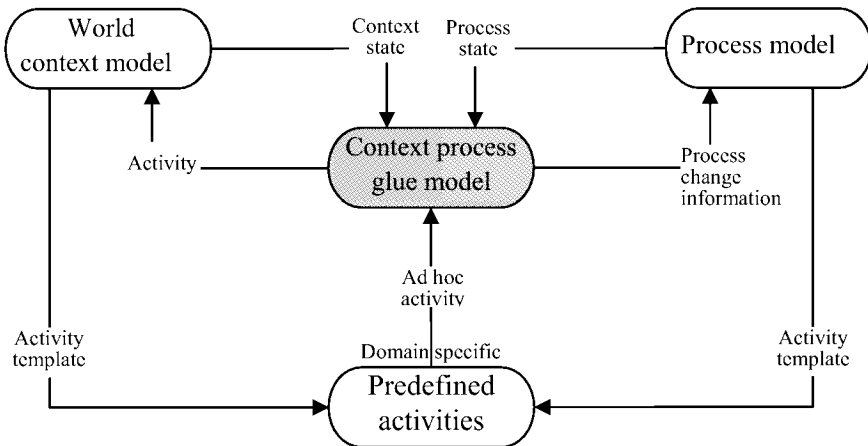 World
context model
Context
state
Process
state
Process model
Activity
Context process
glue model
Process
change
information
Ad hoc
activity
Activity
template
Domain specific
Activity
template
Predefined
activities